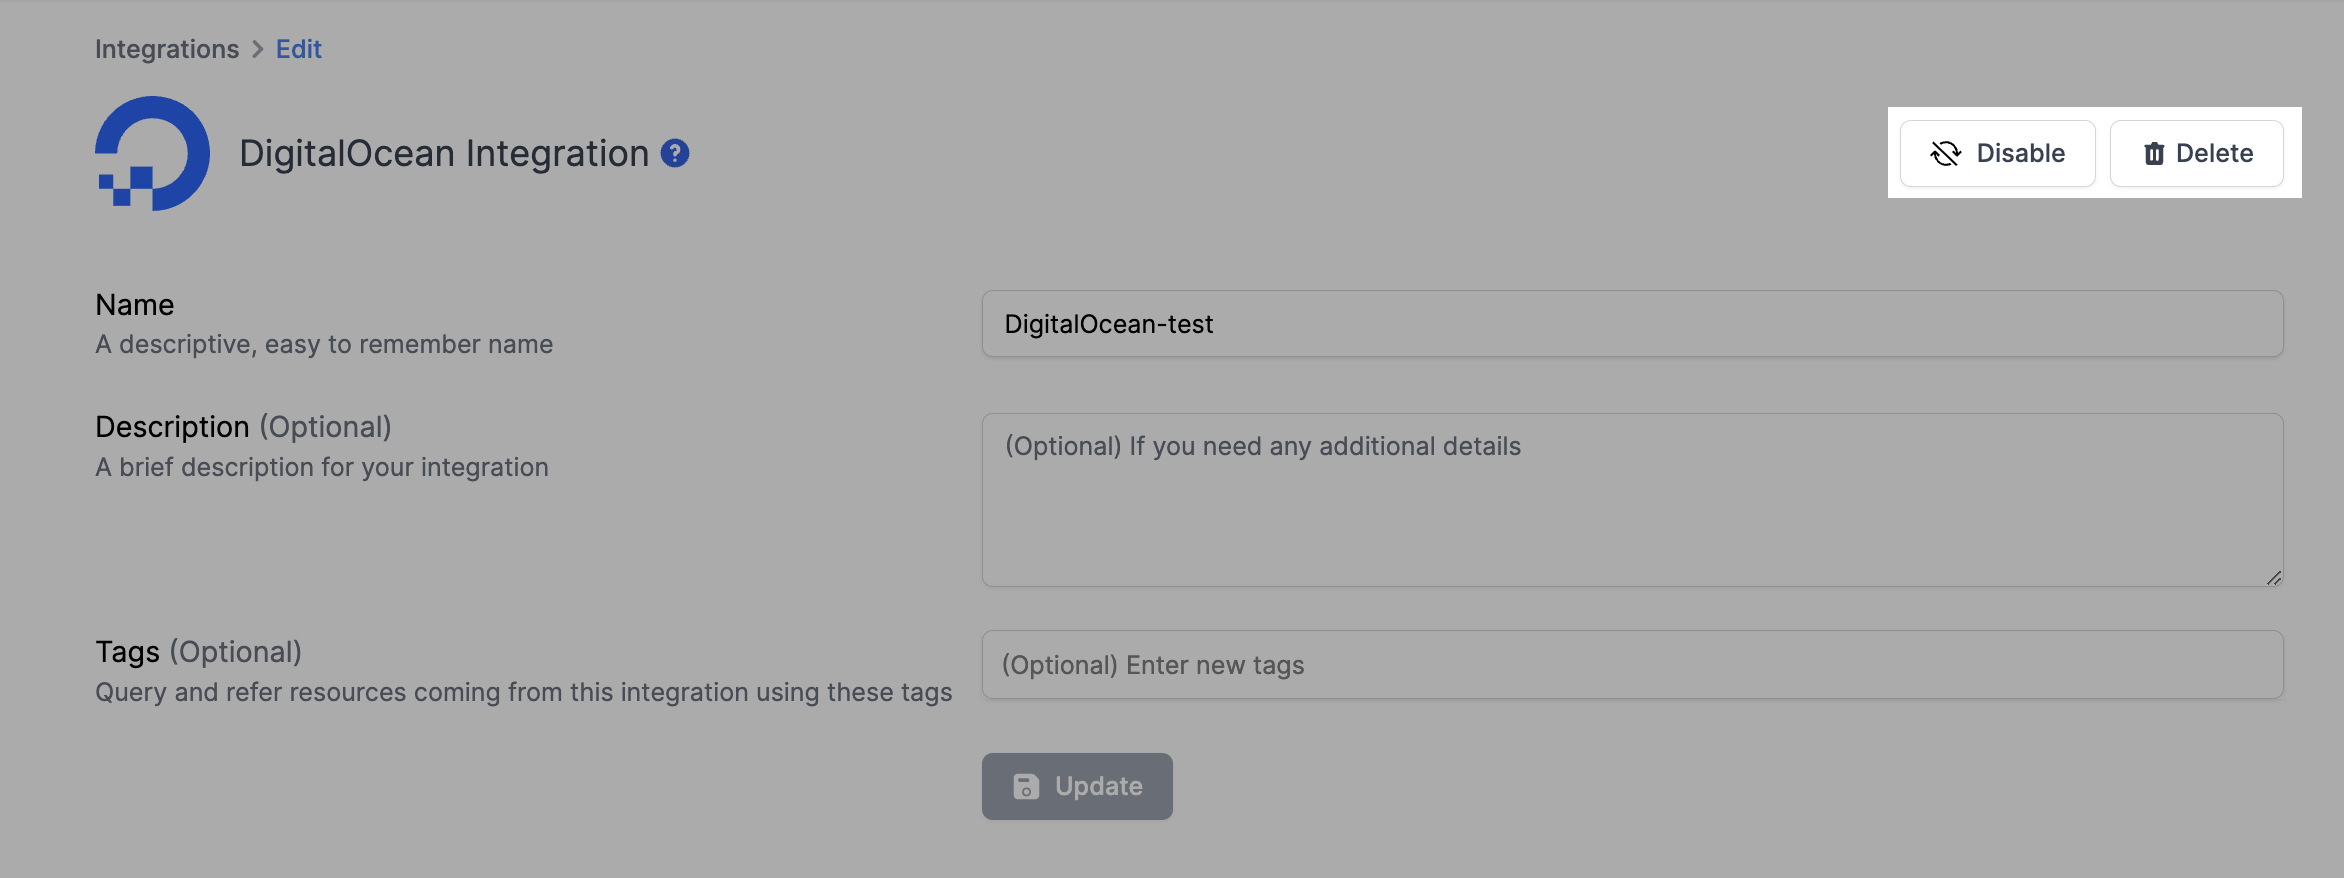 Integrations > Edit
DigitalOcean Integration ?
Disable
Delete
Name
A descriptive, easy to remember name
DigitalOcean-test
Description (Optional)
A brief description for your integration
(Optional) If you need any additional details
Tags (Optional)
Query and refer resources coming from this integration using these tags
(Optional) Enter new tags
Update